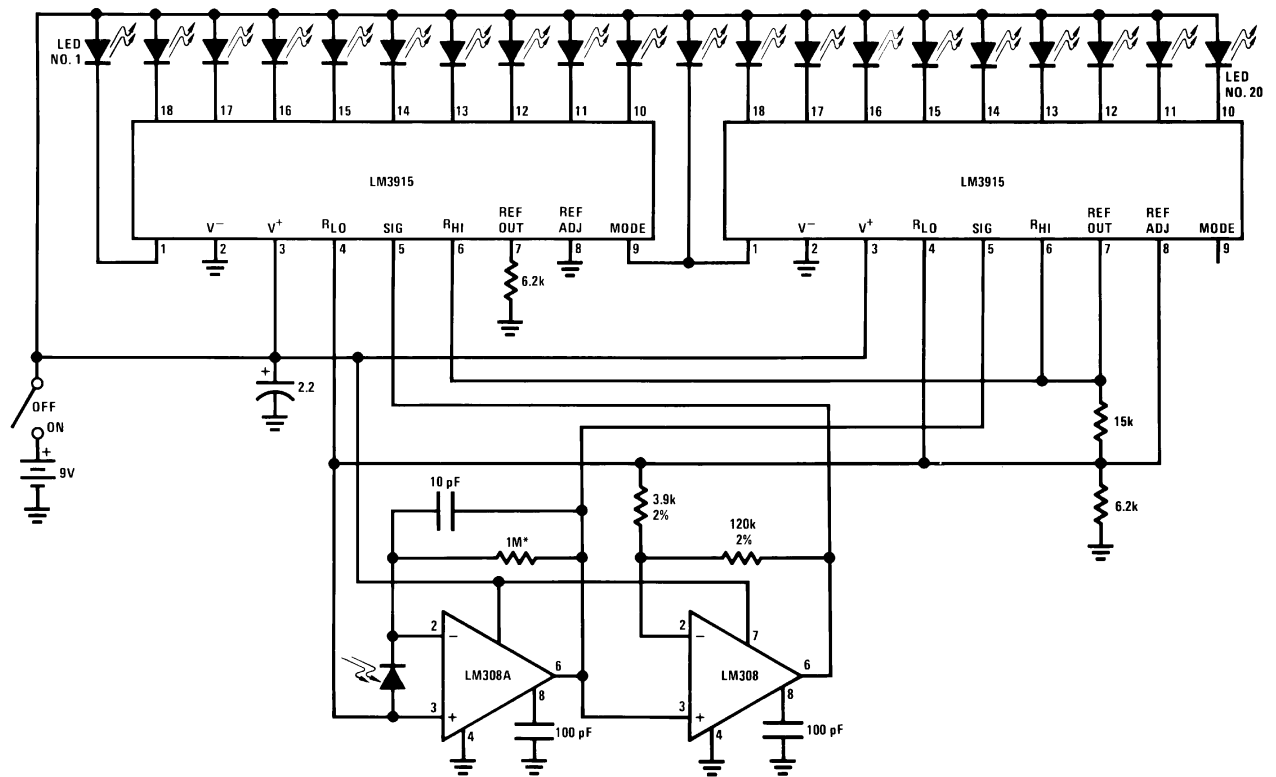 LED
NO. 1
LED
NO. 20
18 17 16 15 14 13 12 11 10
18 17 16 15 14 13 12 11 10
LM3915
LM3915
V− V+ RLO SIG RHI REF OUT REF ADJ MODE
V− V+ RLO SIG RHI REF OUT REF ADJ MODE
1 2 3 4 5 6 7 8 9
1 2 3 4 5 6 7 8 9
6.2k
+
2.2
OFF
ON
+
9V
15k
10 pF
3.9k
2%
6.2k
120k
2%
1M*
2
−
LM308A
6
3
+
8
4
100 pF
2
−
7
LM308
6
3
+
8
4
100 pF